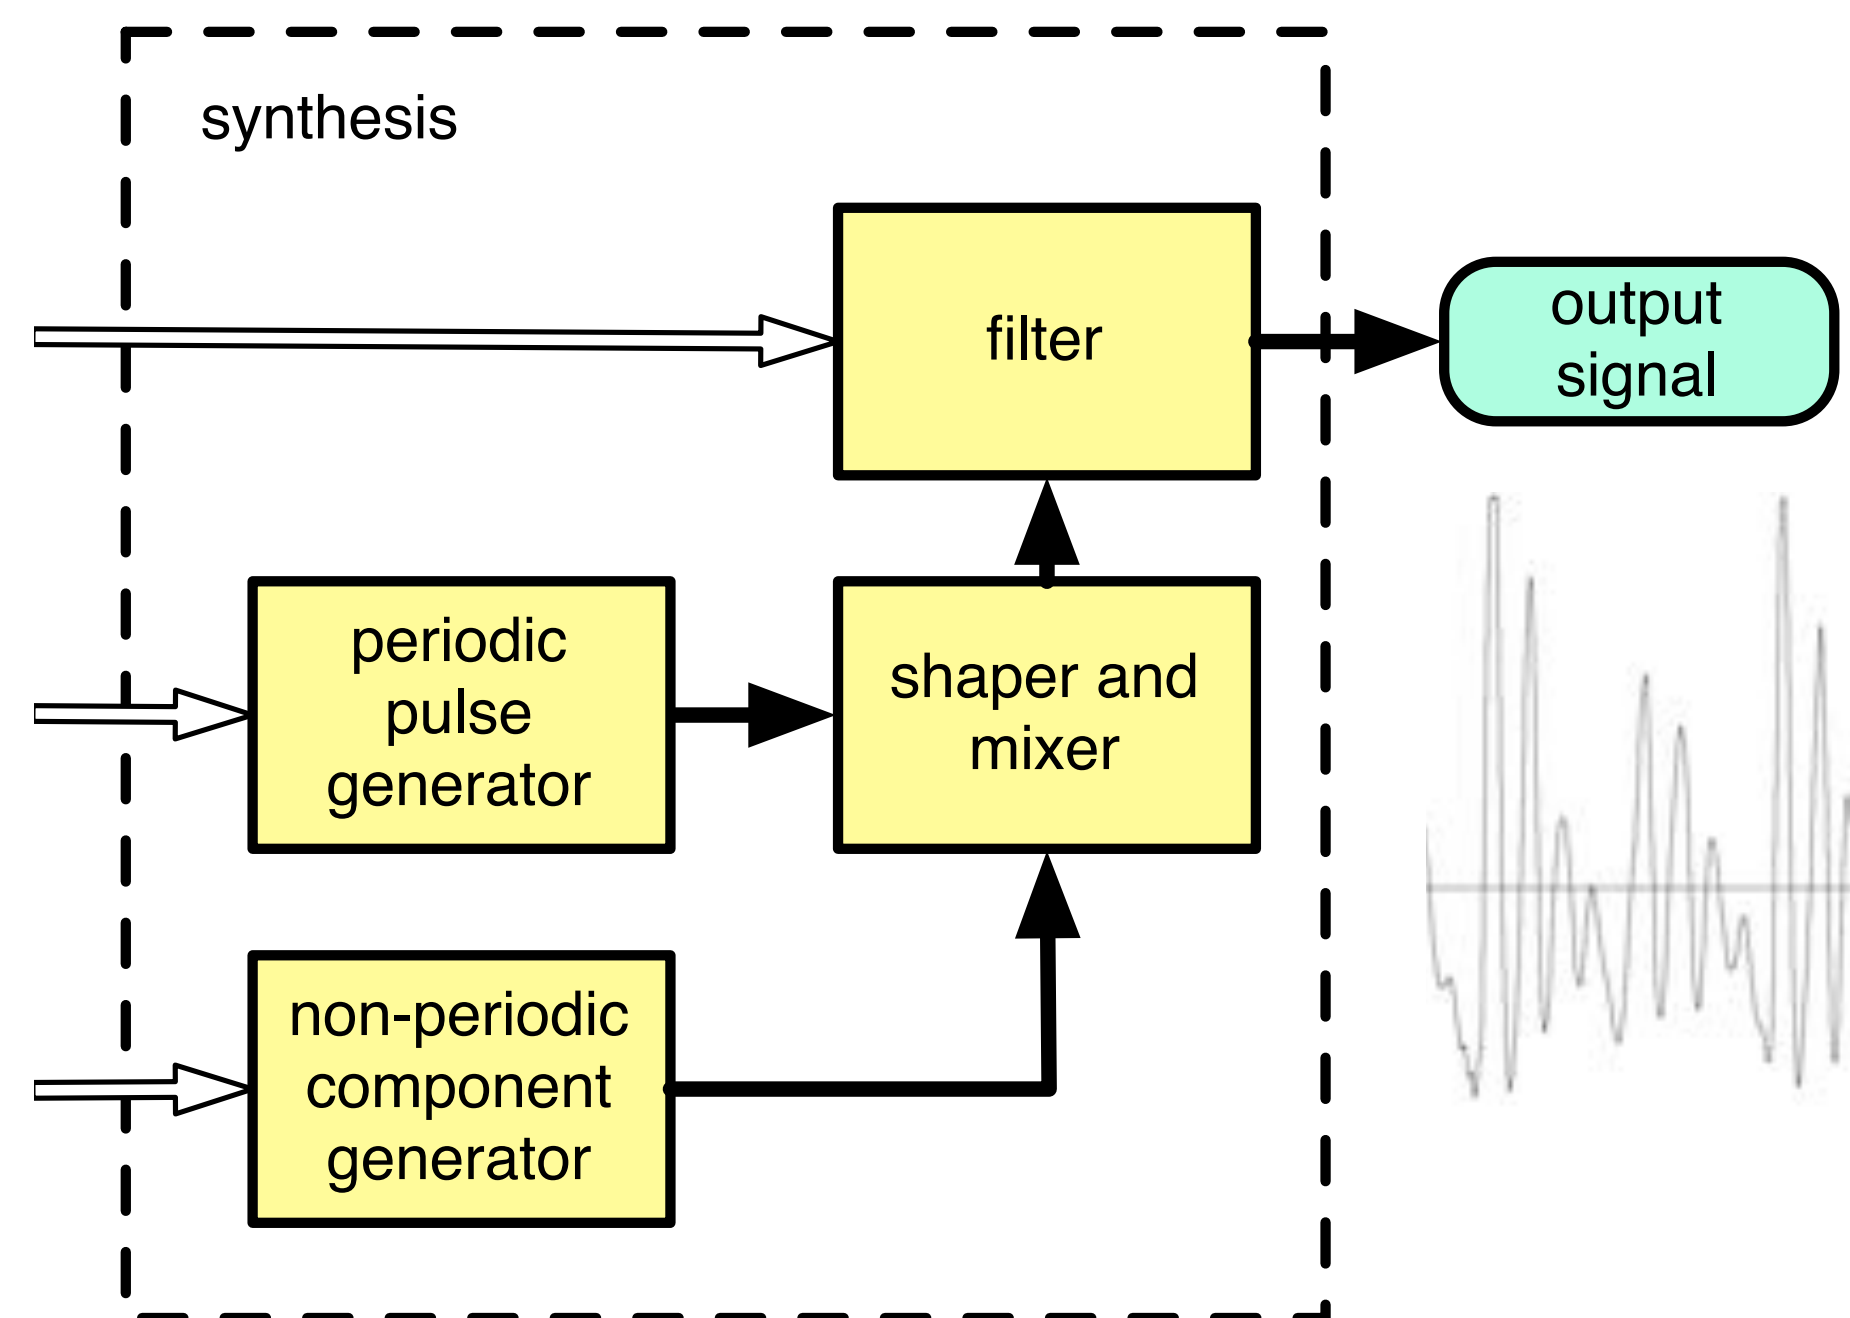 synthesis
filter
output
signal
periodic
pulse
generator
shaper and
mixer
non-periodic
component
generator